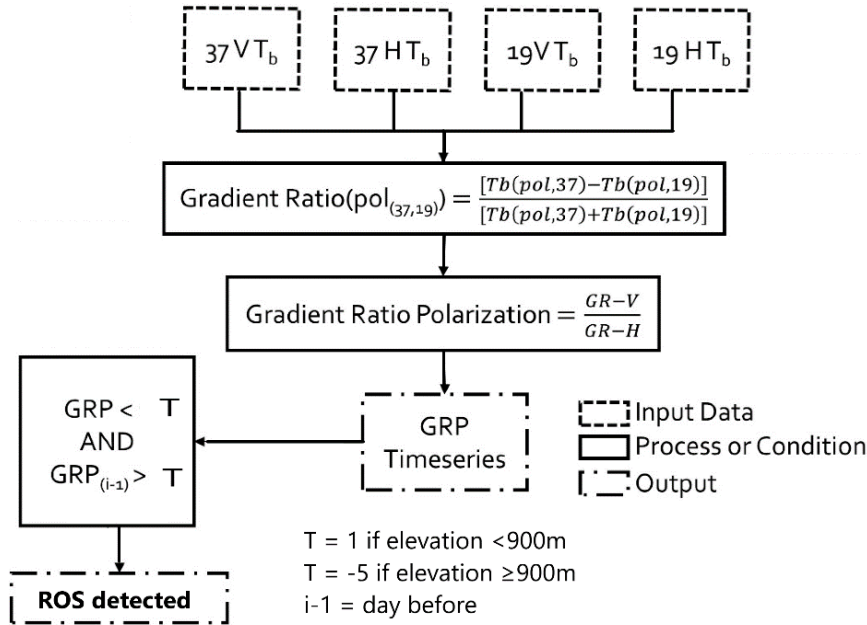 37 V Tb
37 H Tb
19V Tb
19 H Tb
Gradient Ratio(pol(37,19)) = [Tb(pol,37)−Tb(pol,19)] / [Tb(pol,37)+Tb(pol,19)]
Gradient Ratio Polarization = GR−V / GR−H
GRP < T
AND
GRP(i-1) > T
GRP
Timeseries
Input Data
Process or Condition
Output
T = 1 if elevation <900m
T = -5 if elevation ≥900m
i-1 = day before
ROS detected